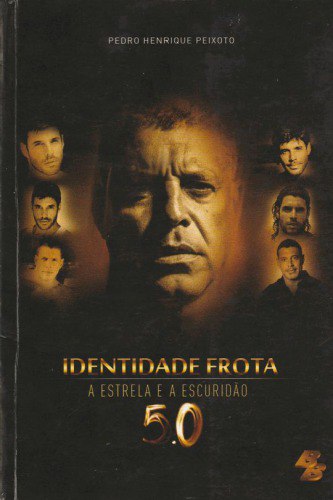 PEDRO HENRIQUE PEIXOTO
IDENTIDADE FROTA
A ESTRELA E A ESCURIDÃO
5.0